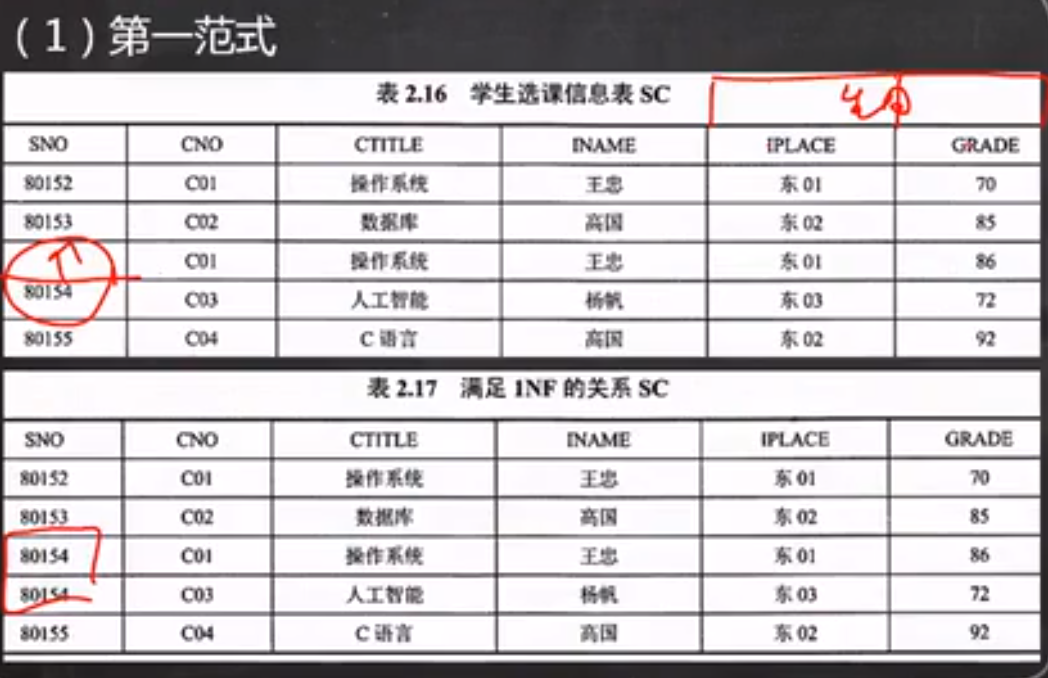 （1）第一范式
表 2.16 学生选课信息表 SC
SNO CNO CTITLE INAME IPLACE GRADE
80152 C01 操作系统 王忠 东 01 70
80153 C02 数据库 高国 东 02 85
C01 操作系统 王忠 东 01 86
80154 C03 人工智能 杨帆 东 03 72
80155 C04 C 语言 高国 东 02 92
表 2.17 满足 1NF 的关系 SC
SNO CNO CTITLE INAME IPLACE GRADE
80152 C01 操作系统 王忠 东 01 70
80153 C02 数据库 高国 东 02 85
80154 C01 操作系统 王忠 东 01 86
80154 C03 人工智能 杨帆 东 03 72
80155 C04 C 语言 高国 东 02 92